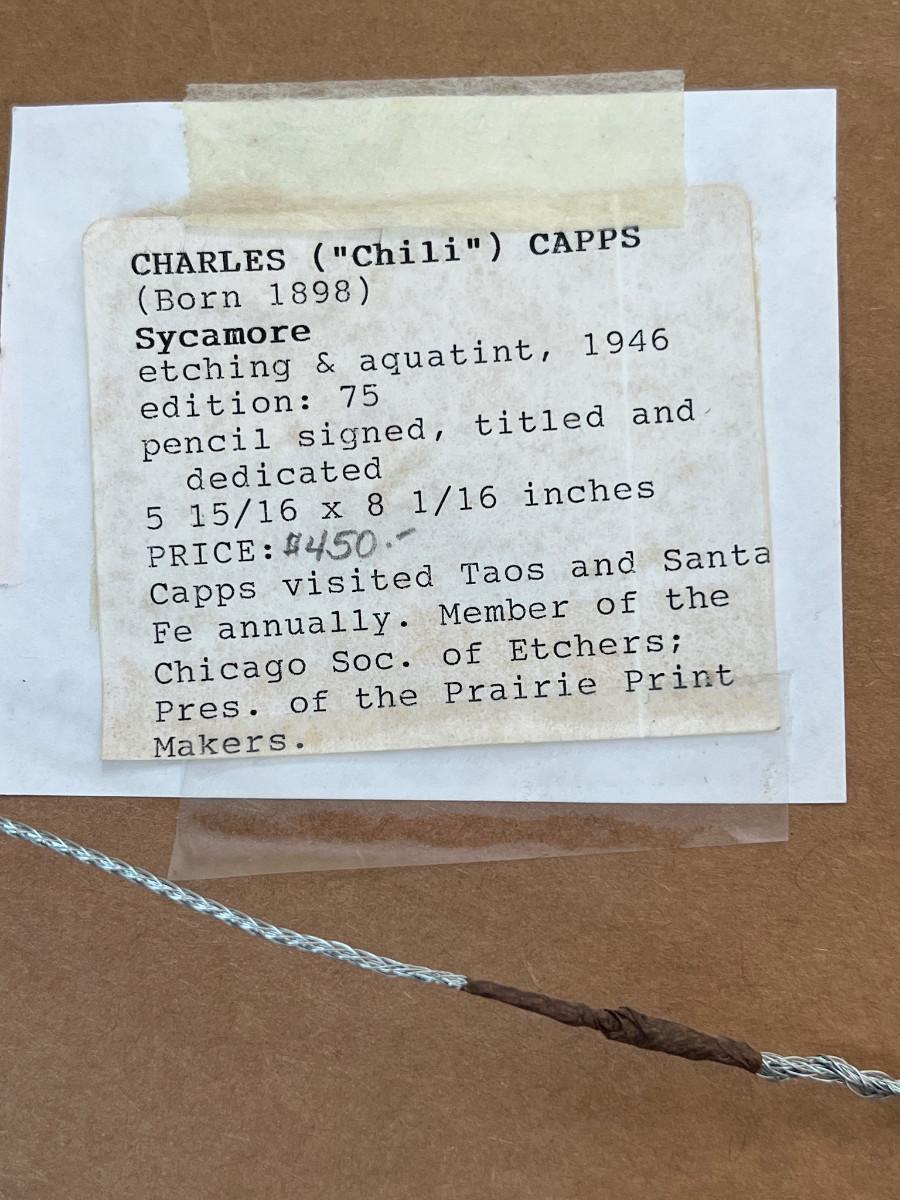 CHARLES ("Chili") CAPPS
(Born 1898)
Sycamore
etching & aquatint, 1946
edition: 75
pencil signed, titled and
dedicated
5 15/16 x 8 1/16 inches
PRICE: $450.-
Capps visited Taos and Santa
Fe annually. Member of the
Chicago Soc. of Etchers;
Pres. of the Prairie Print
Makers.